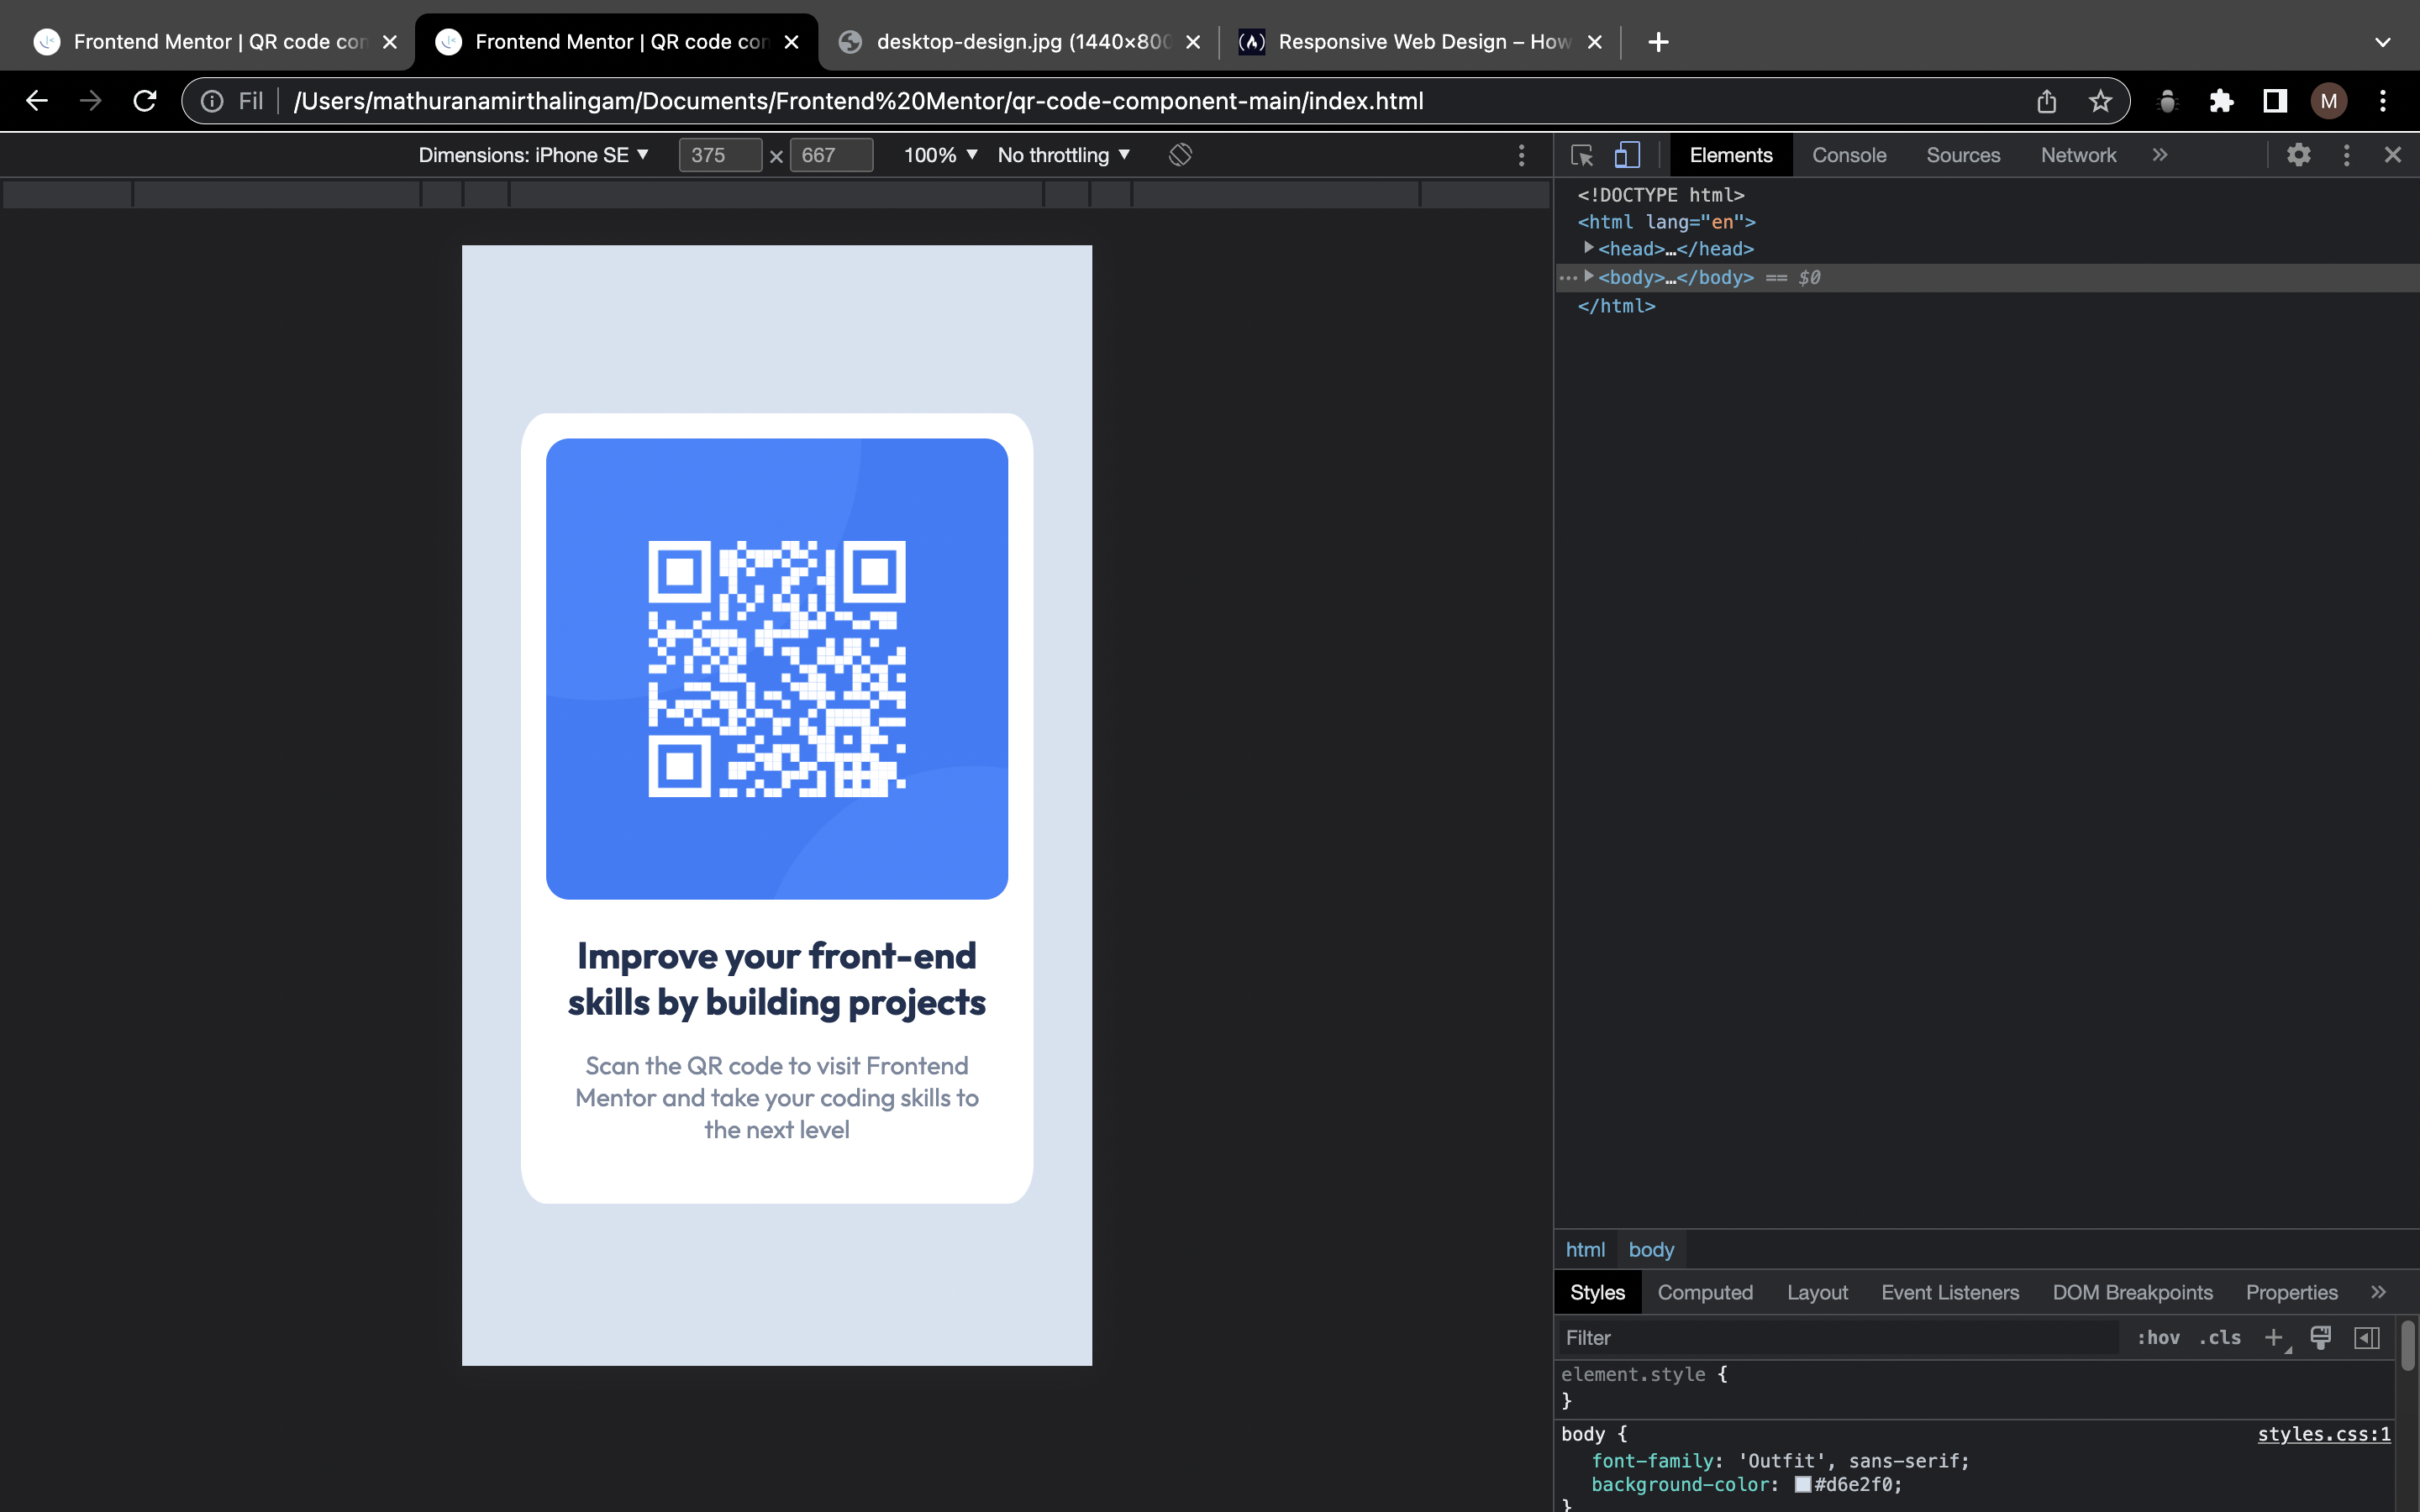 Frontend Mentor | QR code con
Frontend Mentor | QR code con
desktop-design.jpg (1440×800
Responsive Web Design – How
Fil
/Users/mathuranamirthalingam/Documents/Frontend%20Mentor/qr-code-component-main/index.html
M
Dimensions: iPhone SE ▼ 375 × 667 100% ▼ No throttling ▼
Elements Console Sources Network »
<!DOCTYPE html>
<html lang="en">
<head>…</head>
<body>…</body> == $0
</html>
Improve your front-end
skills by building projects
Scan the QR code to visit Frontend
Mentor and take your coding skills to
the next level
html body
Styles Computed Layout Event Listeners DOM Breakpoints Properties »
Filter :hov .cls
element.style {
}
body { styles.css:1
font-family: 'Outfit', sans-serif;
background-color: #d6e2f0;
}